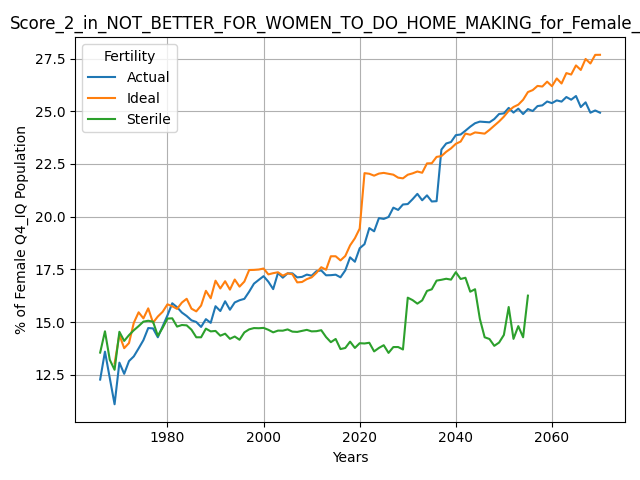 Score_2_in_NOT_BETTER_FOR_WOMEN_TO_DO_HOME_MAKING_for_Female_
Fertility
Actual
Ideal
Sterile
27.5
25.0
22.5
20.0
17.5
15.0
12.5
% of Female Q4_IQ Population
1980
2000
2020
2040
2060
Years